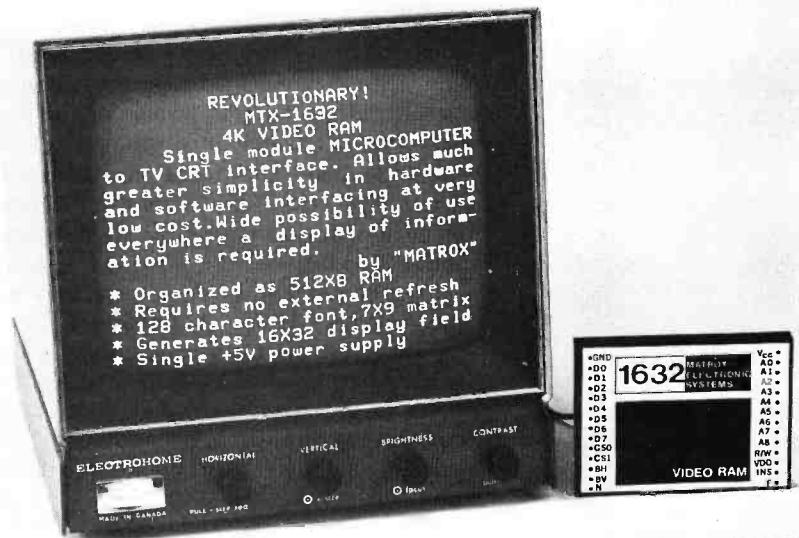 REVOLUTIONARY!
MTX-1632
4K VIDEO RAM
Single module MICROCOMPUTER
to TV CRT interface. Allows much
greater simplicity in hardware
and software interfacing at very
low cost.Wide possibility of use
everywhere a display of inform-
ation is required.
by "MATROX"
* Organized as 512X8 RAM
* Requires no external refresh
* 128 character font,7X9 matrix
* Generates 16X32 display field
* Single +5V power supply
ELECTROHOME
MADE IN CANADA
HORIZONTAL
VERTICAL
BRIGHTNESS
CONTRAST
focus
GND
D0
D1
D2
D3
D4
D5
D6
D7
CS1
BH
BV
N
1632
MATROX
ELECTRONIC
SYSTEMS
VIDEO RAM
Vcc
A0
A1
A2
A3
A4
A5
A6
A7
A8
R/W
VDO
INS
f